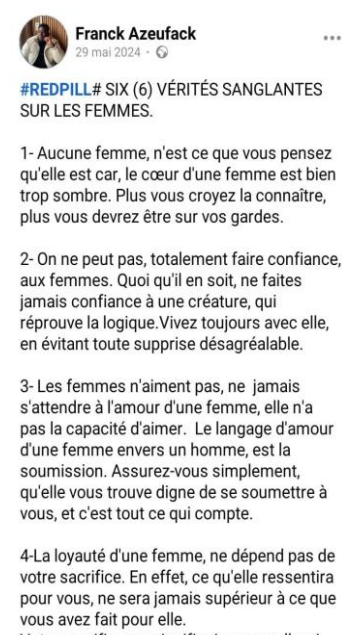 Franck Azeufack
29 mai 2024 ·
#REDPILL# SIX (6) VÉRITÉS SANGLANTES
SUR LES FEMMES.
1- Aucune femme, n'est ce que vous pensez
qu'elle est car, le cœur d'une femme est bien
trop sombre. Plus vous croyez la connaître,
plus vous devrez être sur vos gardes.
2- On ne peut pas, totalement faire confiance,
aux femmes. Quoi qu'il en soit, ne faites
jamais confiance à une créature, qui
réprouve la logique.Vivez toujours avec elle,
en évitant toute supprise désagréalable.
3- Les femmes n'aiment pas, ne jamais
s'attendre à l'amour d'une femme, elle n'a
pas la capacité d'aimer. Le langage d'amour
d'une femme envers un homme, est la
soumission. Assurez-vous simplement,
qu'elle vous trouve digne de se soumettre à
vous, et c'est tout ce qui compte.
4-La loyauté d'une femme, ne dépend pas de
votre sacrifice. En effet, ce qu'elle ressentira
pour vous, ne sera jamais supérieur à ce que
vous avez fait pour elle.